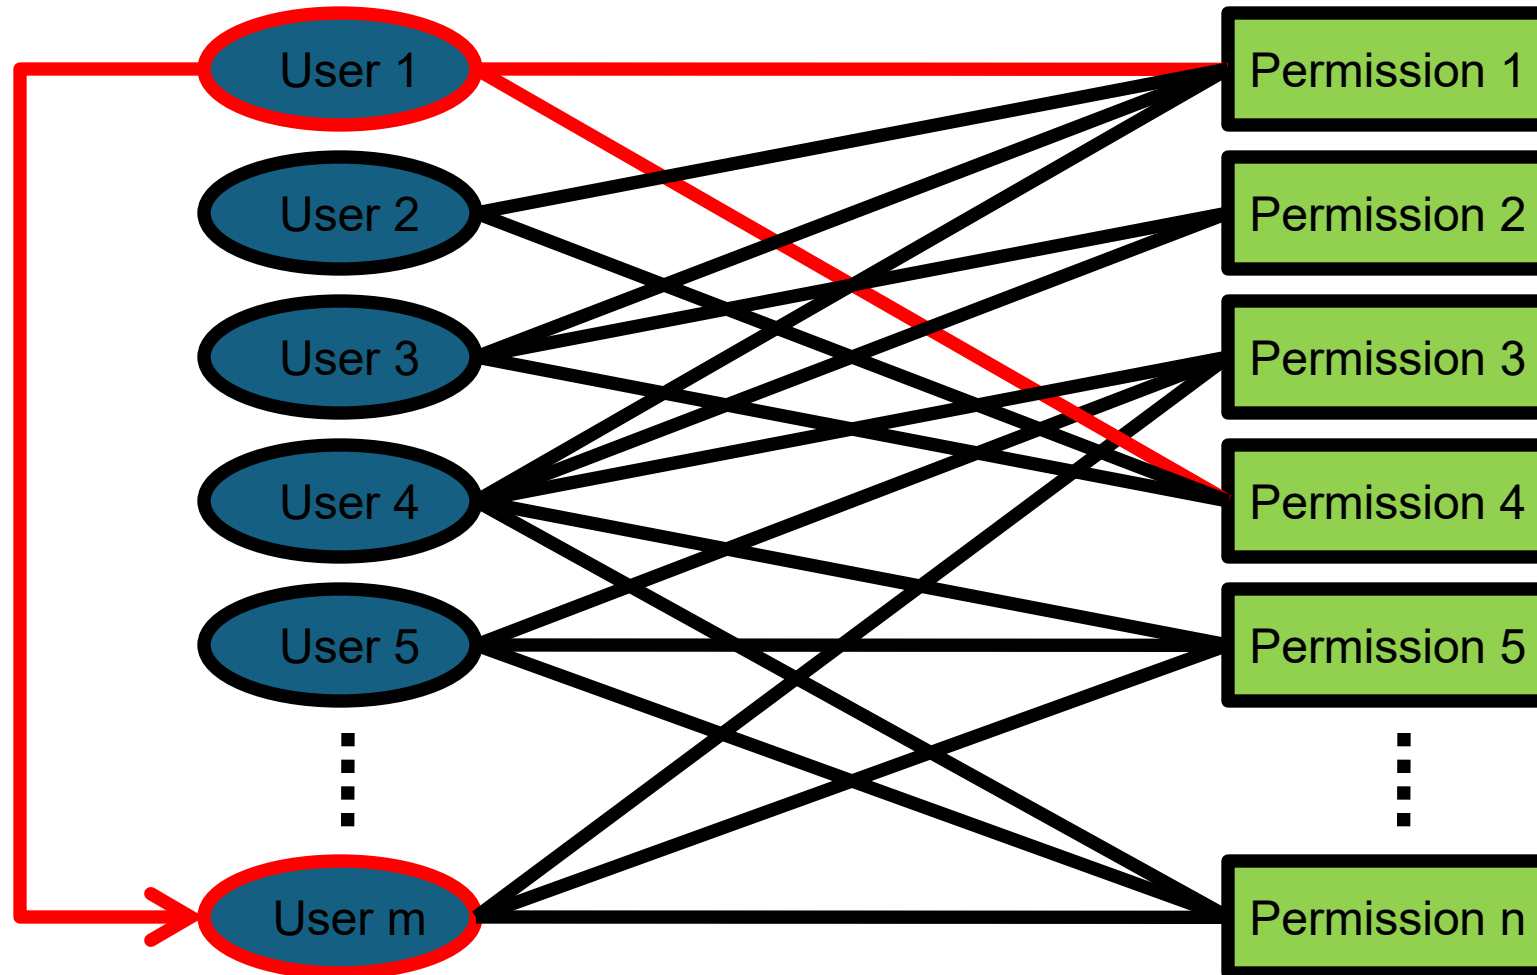 User 1
Permission 1
User 2
Permission 2
User 3
Permission 3
User 4
Permission 4
User 5
Permission 5
User m
Permission n